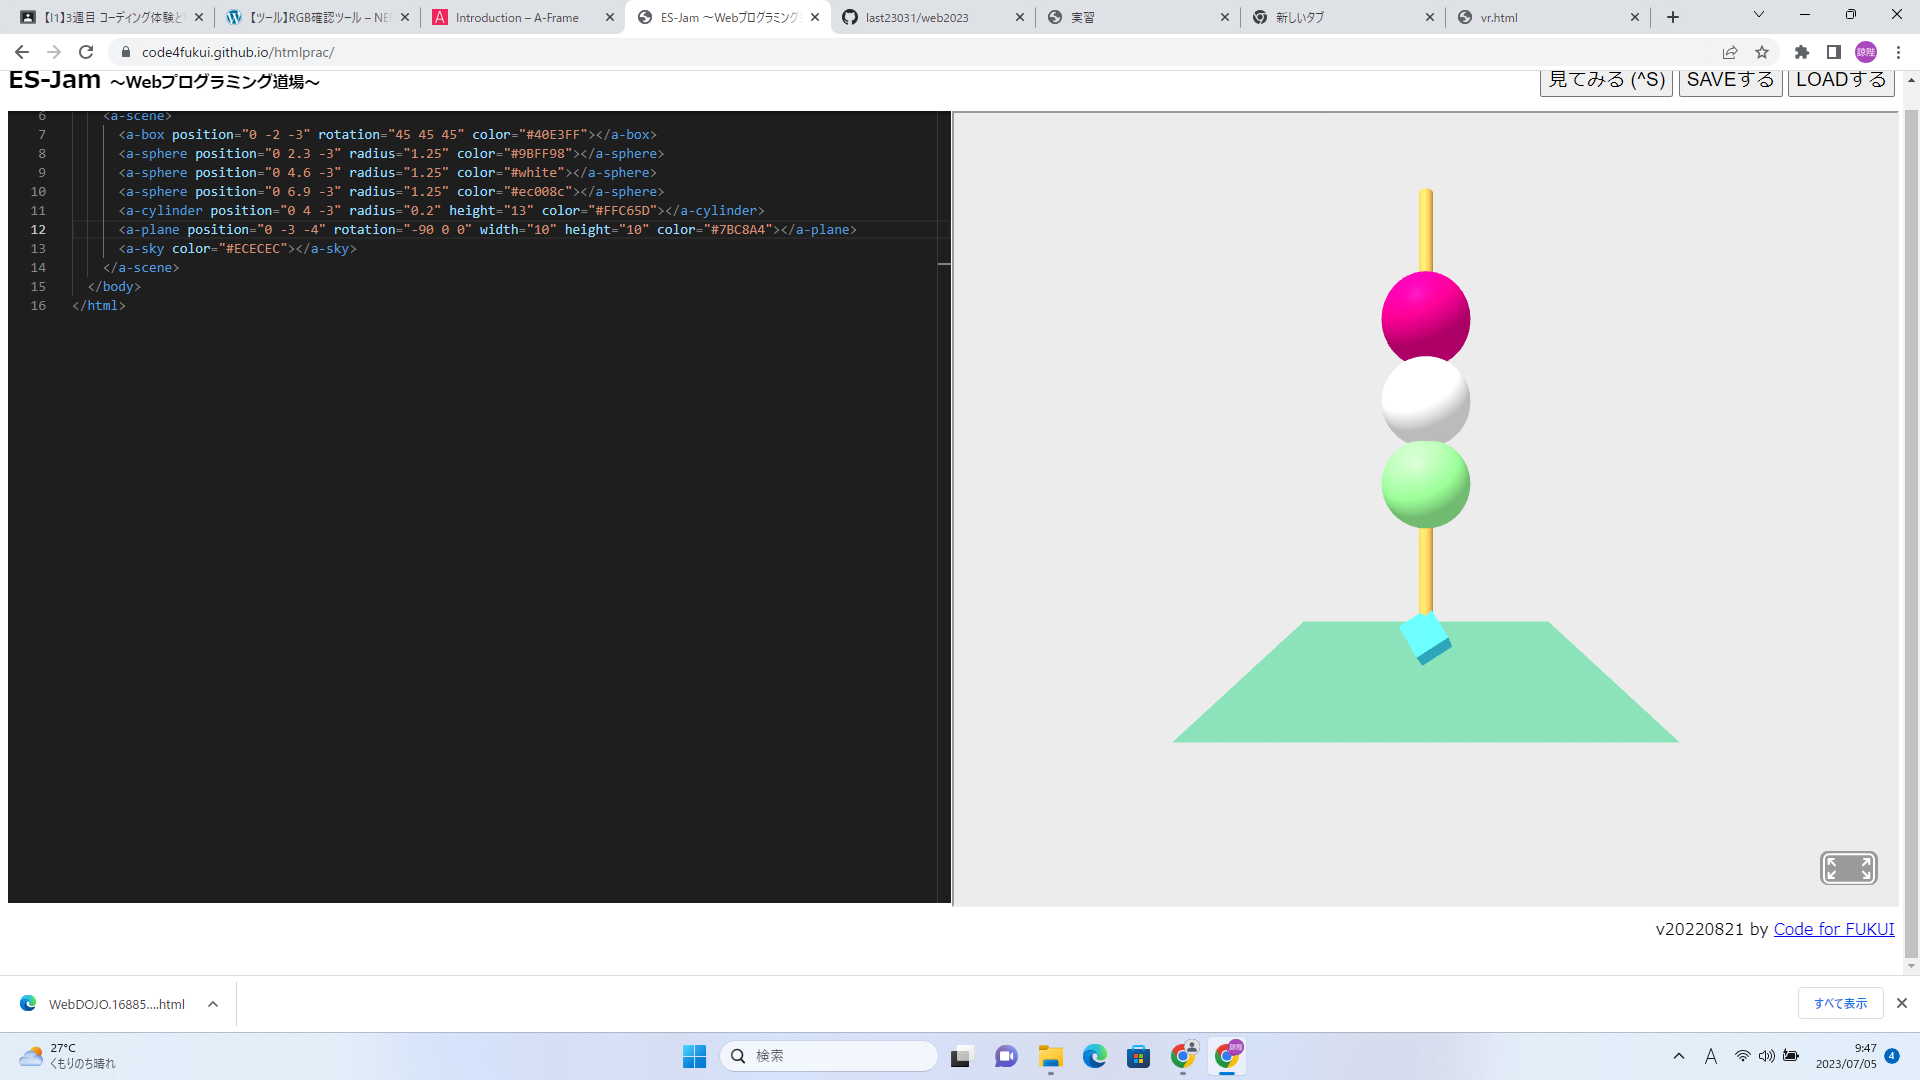 【I1】3週目 コーディング体験と
【ツール】RGB確認ツール – NE
Introduction – A-Frame
ES-Jam 〜Webプログラミング
last23031/web2023
実習
新しいタブ
vr.html
code4fukui.github.io/htmlprac/
ES-Jam 〜Webプログラミング道場〜
見てみる (^S)
SAVEする
LOADする
6 <a-scene>
7 <a-box position="0 -2 -3" rotation="45 45 45" color="#40E3FF"></a-box>
8 <a-sphere position="0 2.3 -3" radius="1.25" color="#9BFF98"></a-sphere>
9 <a-sphere position="0 4.6 -3" radius="1.25" color="#white"></a-sphere>
10 <a-sphere position="0 6.9 -3" radius="1.25" color="#ec008c"></a-sphere>
11 <a-cylinder position="0 4 -3" radius="0.2" height="13" color="#FFC65D"></a-cylinder>
12 <a-plane position="0 -3 -4" rotation="-90 0 0" width="10" height="10" color="#7BC8A4"></a-plane>
13 <a-sky color="#ECECEC"></a-sky>
14 </a-scene>
15 </body>
16 </html>
v20220821 by Code for FUKUI
WebDOJO.16885....html
すべて表示
27°C
くもりのち晴れ
検索
A
9:47
2023/07/05
4